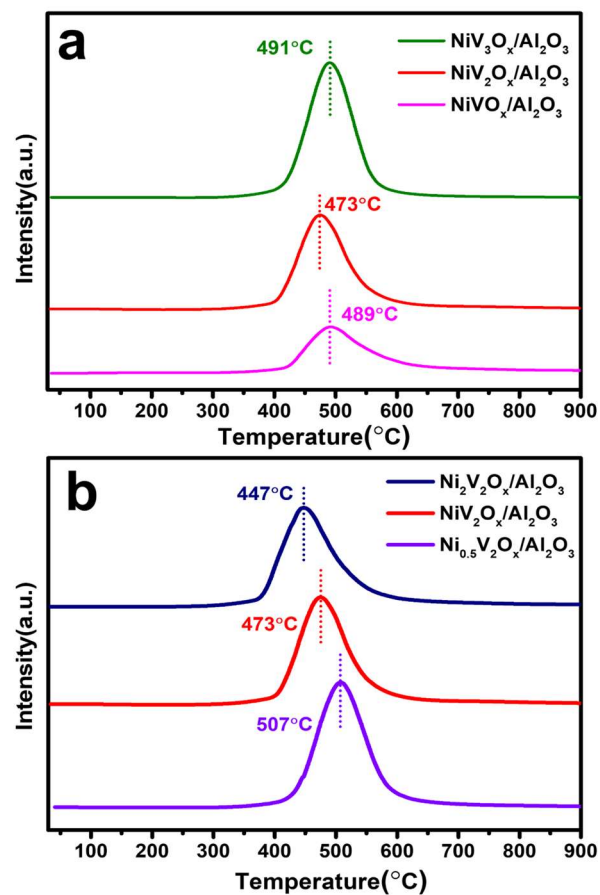 a
491°C
NiV₃Oₓ/Al₂O₃
NiV₂Oₓ/Al₂O₃
NiVOₓ/Al₂O₃
473°C
489°C
Intensity(a.u.)
100 200 300 400 500 600 700 800 900
Temperature(°C)
b
447°C
Ni₂V₂Oₓ/Al₂O₃
NiV₂Oₓ/Al₂O₃
Ni₀.₅V₂Oₓ/Al₂O₃
473°C
507°C
Intensity(a.u.)
100 200 300 400 500 600 700 800 900
Temperature(°C)